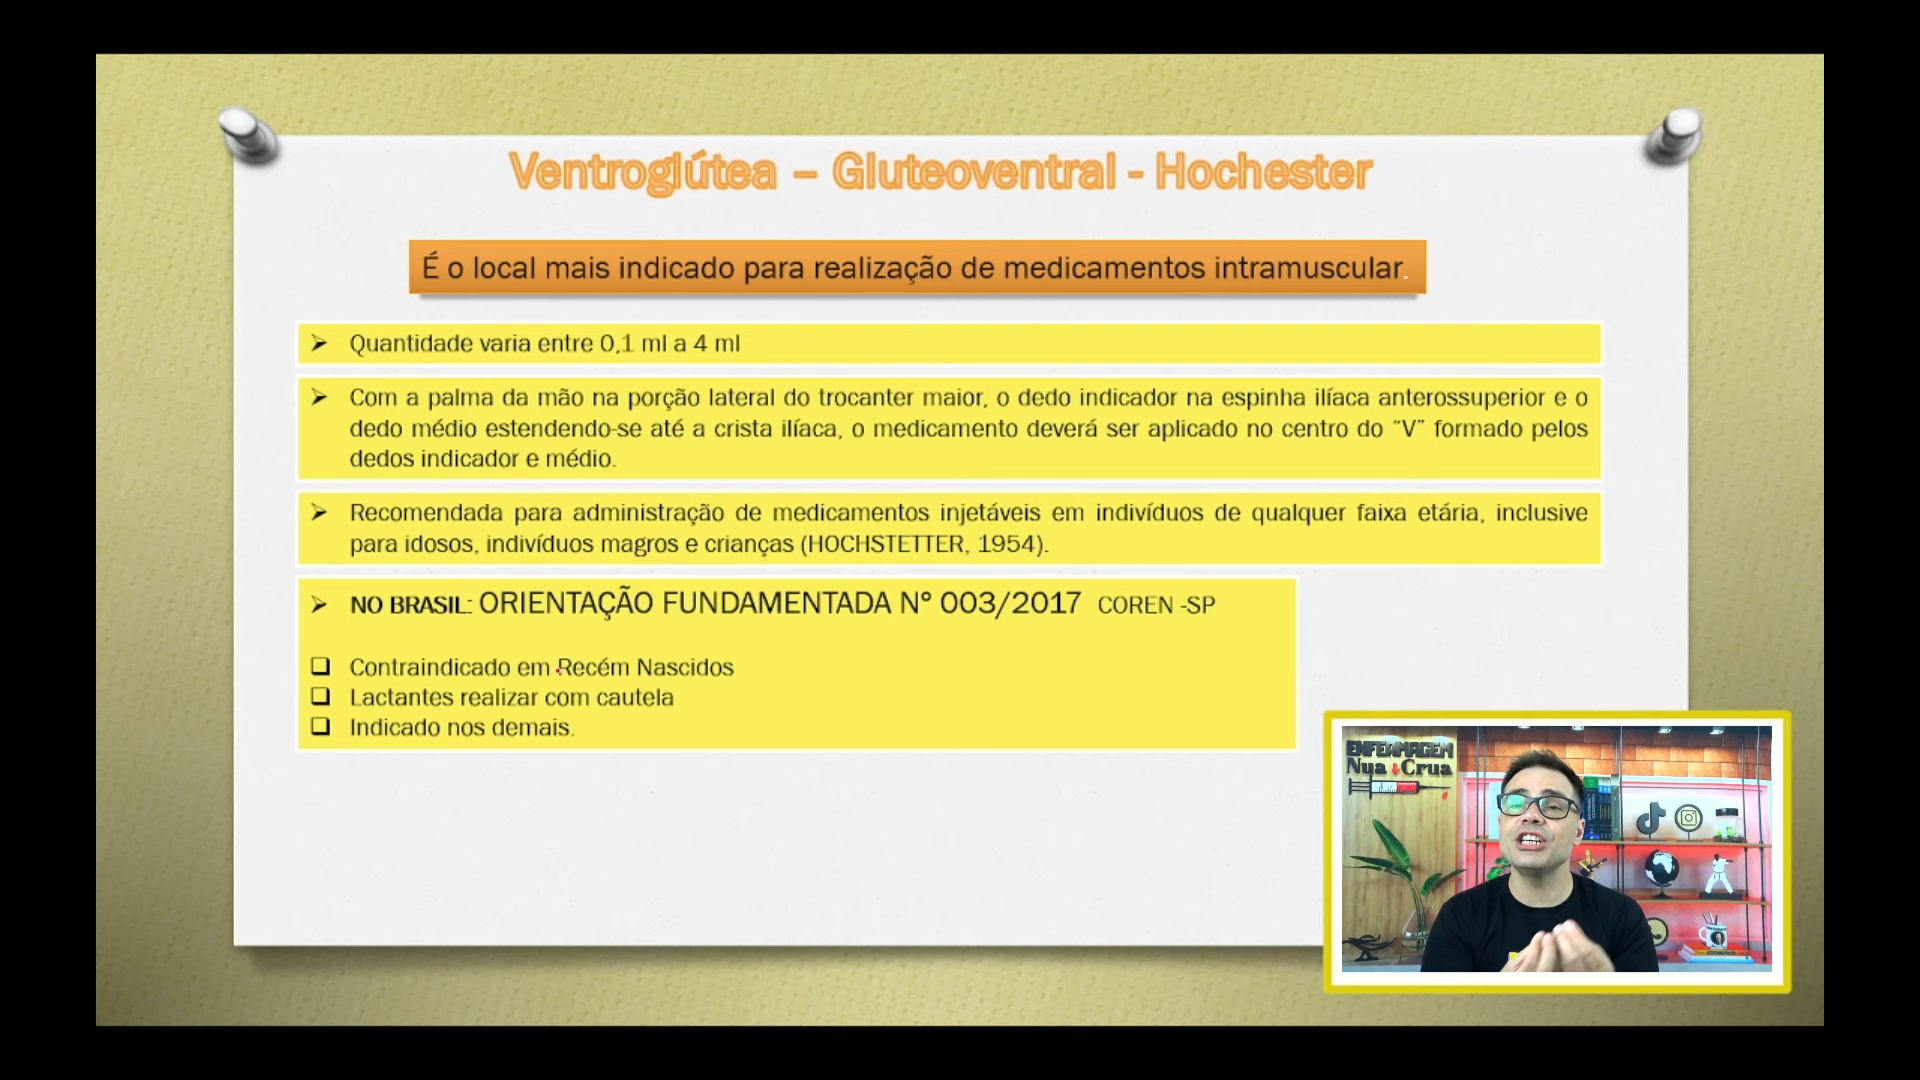 Ventroglútea – Gluteoventral - Hochester
É o local mais indicado para realização de medicamentos intramuscular.
➢ Quantidade varia entre 0,1 ml a 4 ml
➢ Com a palma da mão na porção lateral do trocanter maior, o dedo indicador na espinha ilíaca anterossuperior e o
dedo médio estendendo-se até a crista ilíaca, o medicamento deverá ser aplicado no centro do “V” formado pelos
dedos indicador e médio.
➢ Recomendada para administração de medicamentos injetáveis em indivíduos de qualquer faixa etária, inclusive
para idosos, indivíduos magros e crianças (HOCHSTETTER, 1954).
➢ NO BRASIL: ORIENTAÇÃO FUNDAMENTADA Nº 003/2017 COREN -SP
❑ Contraindicado em Recém Nascidos
❑ Lactantes realizar com cautela
❑ Indicado nos demais.
ENFERMAGEM
Nua & Crua